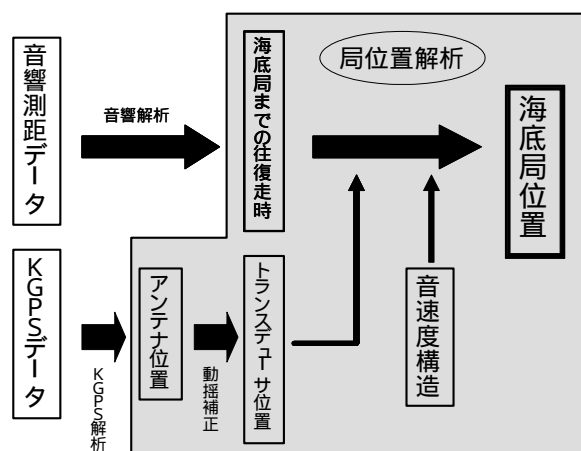 音響測距データ
音響解析
海底局までの往復走時
局位置解析
海底局位置
KGPSデータ
KGPS解析
アンテナ位置
動揺補正
トランスデューサ位置
音速度構造